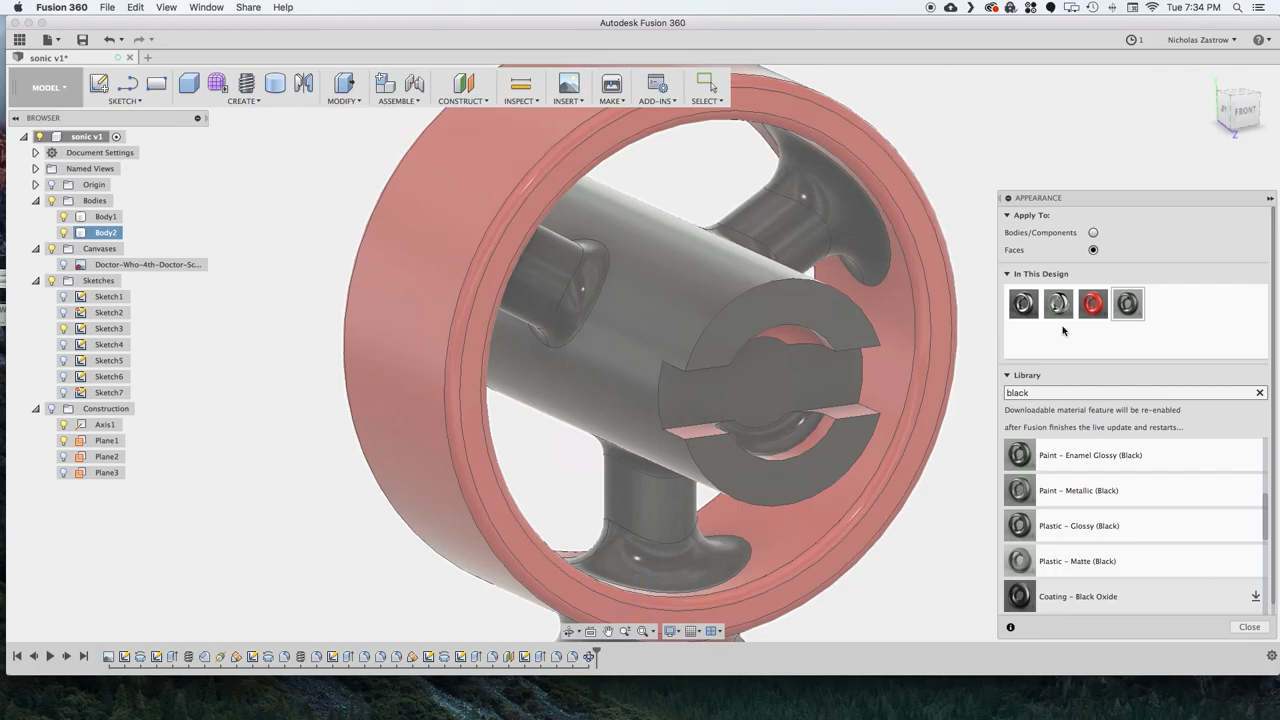 Fusion 360 File Edit View Window Share Help Tue 7:34 PM
Autodesk Fusion 360
1 Nicholas Zastrow
sonic v1*
MODEL
SKETCH CREATE MODIFY ASSEMBLE CONSTRUCT INSPECT INSERT MAKE ADD-INS SELECT
BROWSER
sonic v1
Document Settings
Named Views
Origin
Bodies
Body1
Body2
Canvases
Doctor-Who-4th-Doctor-Sc...
Sketches
Sketch1
Sketch2
Sketch3
Sketch4
Sketch5
Sketch6
Sketch7
Construction
Axis1
Plane1
Plane2
Plane3
Y
FRONT
Z
APPEARANCE
Apply To:
Bodies/Components
Faces
In This Design
Library
black
Downloadable material feature will be re-enabled
after Fusion finishes the live update and restarts...
Paint - Enamel Glossy (Black)
Paint - Metallic (Black)
Plastic - Glossy (Black)
Plastic - Matte (Black)
Coating - Black Oxide
Close